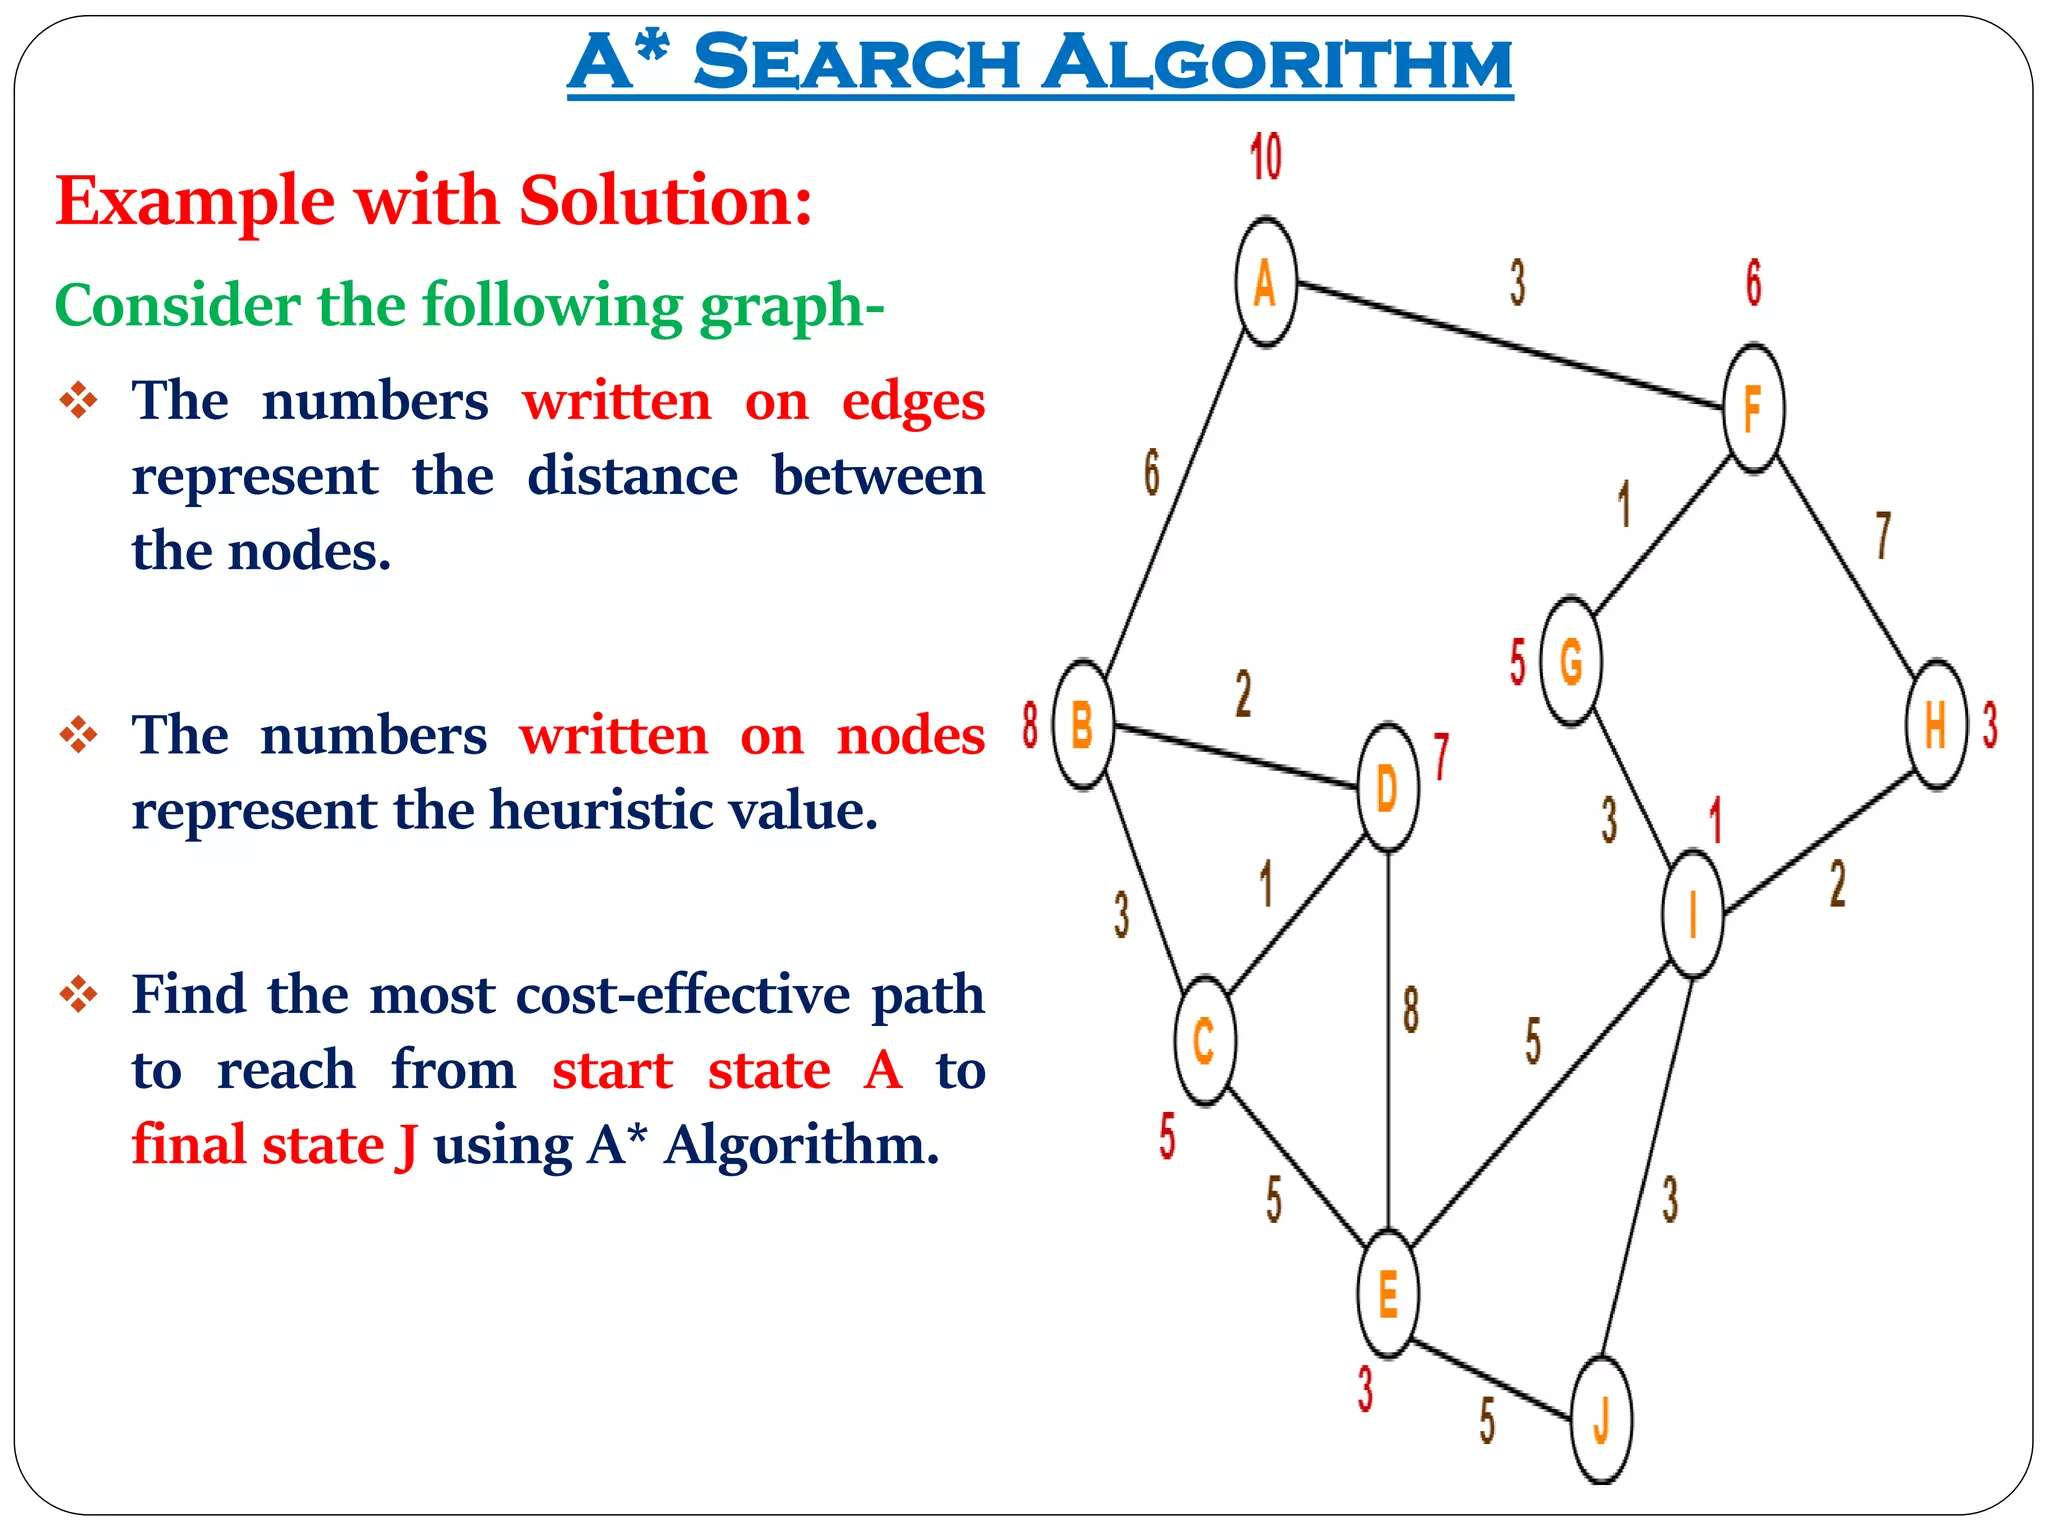 A* SEARCH ALGORITHM
Example with Solution:
Consider the following graph-
❖ The numbers written on edges
represent the distance between
the nodes.
❖ The numbers written on nodes
represent the heuristic value.
❖ Find the most cost-effective path
to reach from start state A to
final state J using A* Algorithm.
10
A
3
6
F
6
1
7
5
G
8
B
2
H
3
7
D
3
1
1
2
3
I
C
8
5
5
5
3
E
3
5
J